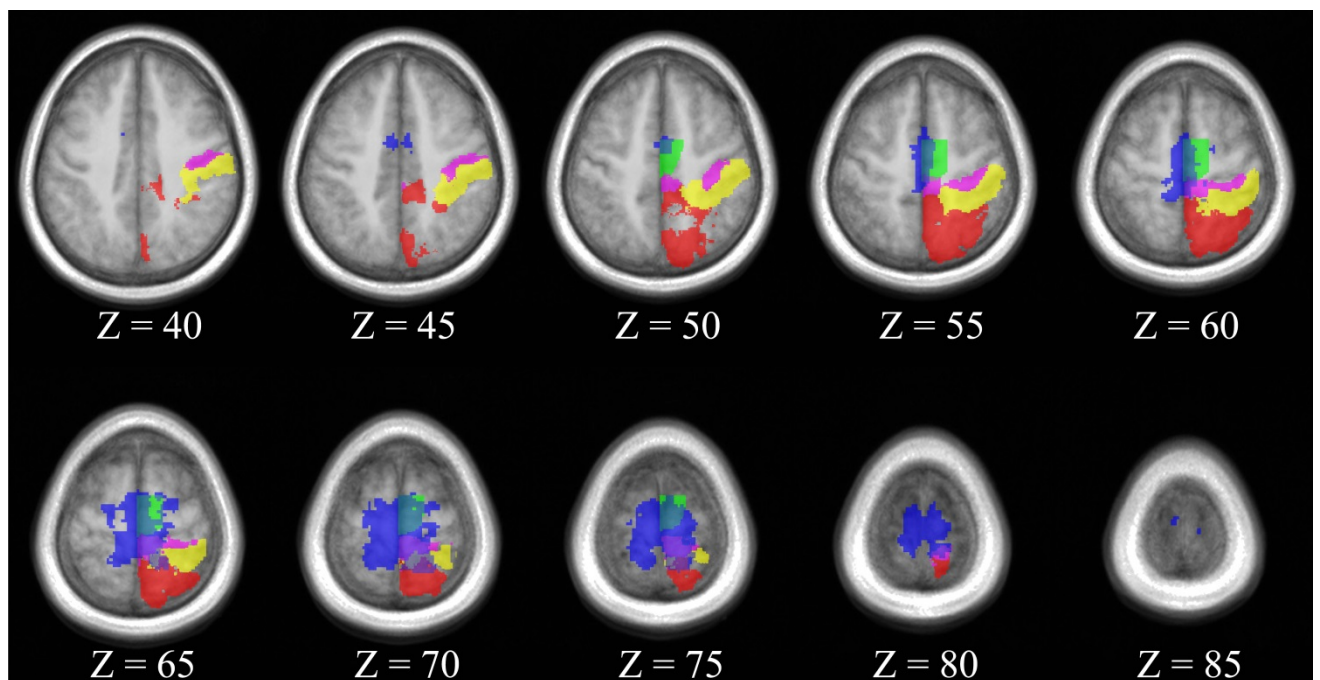 Z = 40 Z = 45 Z = 50 Z = 55 Z = 60
Z = 65 Z = 70 Z = 75 Z = 80 Z = 85